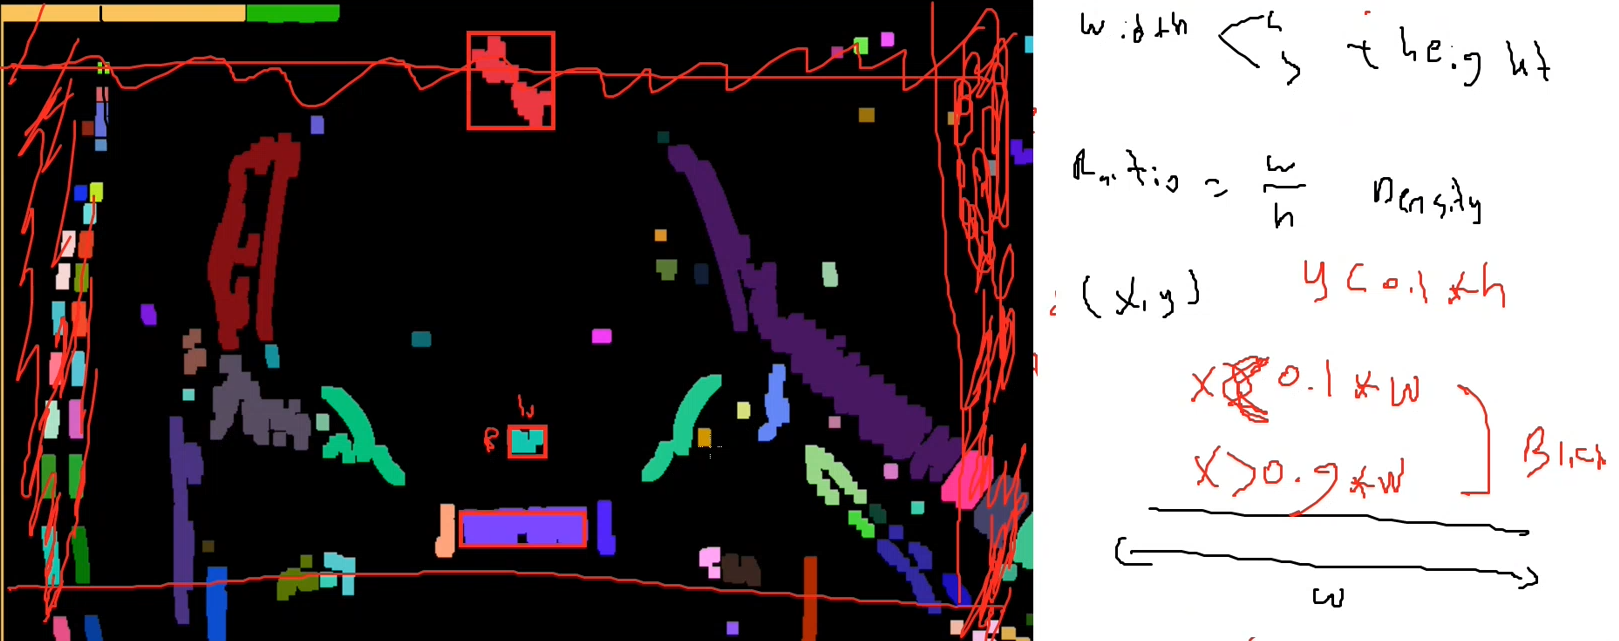 width < > t height
Ratio = w/h Density
(x,y) y < 0.1 * h
x < 0.1 * w
x > 0.9 * w
w
h
w